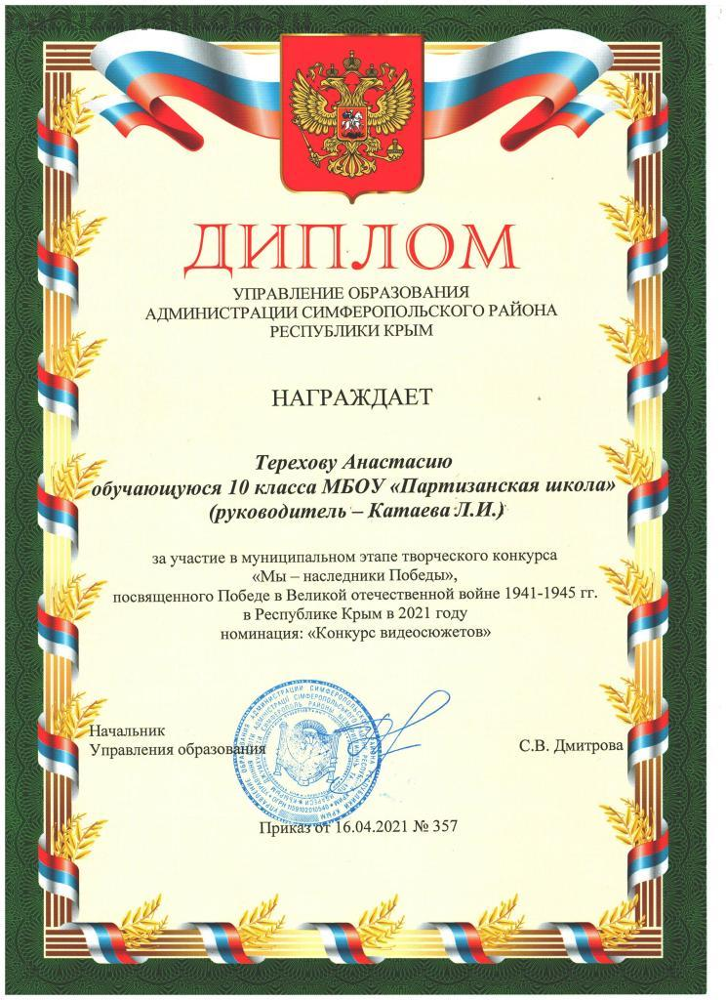 partizanshkola.ru
ДИПЛОМ
УПРАВЛЕНИЕ ОБРАЗОВАНИЯ
АДМИНИСТРАЦИИ СИМФЕРОПОЛЬСКОГО РАЙОНА
РЕСПУБЛИКИ КРЫМ
НАГРАЖДАЕТ
Терехову Анастасию
обучающуюся 10 класса МБОУ «Партизанская школа»
(руководитель – Катаева Л.И.)
за участие в муниципальном этапе творческого конкурса
«Мы – наследники Победы»,
посвященного Победе в Великой отечественной войне 1941-1945 гг.
в Республике Крым в 2021 году
номинация: «Конкурс видеосюжетов»
Начальник
Управления образования
С.В. Дмитрова
Приказ от 16.04.2021 № 357